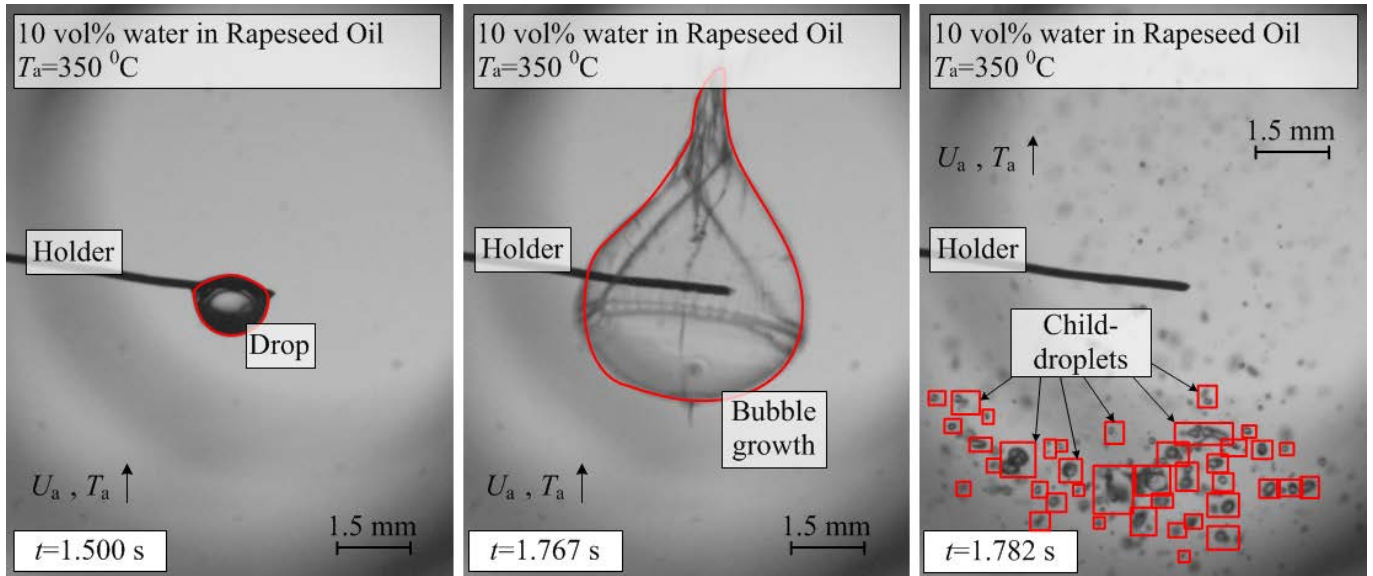 10 vol% water in Rapeseed Oil
Tₐ=350 ⁰C
Holder
Drop
Uₐ , Tₐ
1.5 mm
t=1.500 s
10 vol% water in Rapeseed Oil
Tₐ=350 ⁰C
Holder
Bubble
growth
Uₐ , Tₐ
1.5 mm
t=1.767 s
10 vol% water in Rapeseed Oil
Tₐ=350 ⁰C
1.5 mm
Uₐ , Tₐ
Holder
Child-
droplets
t=1.782 s